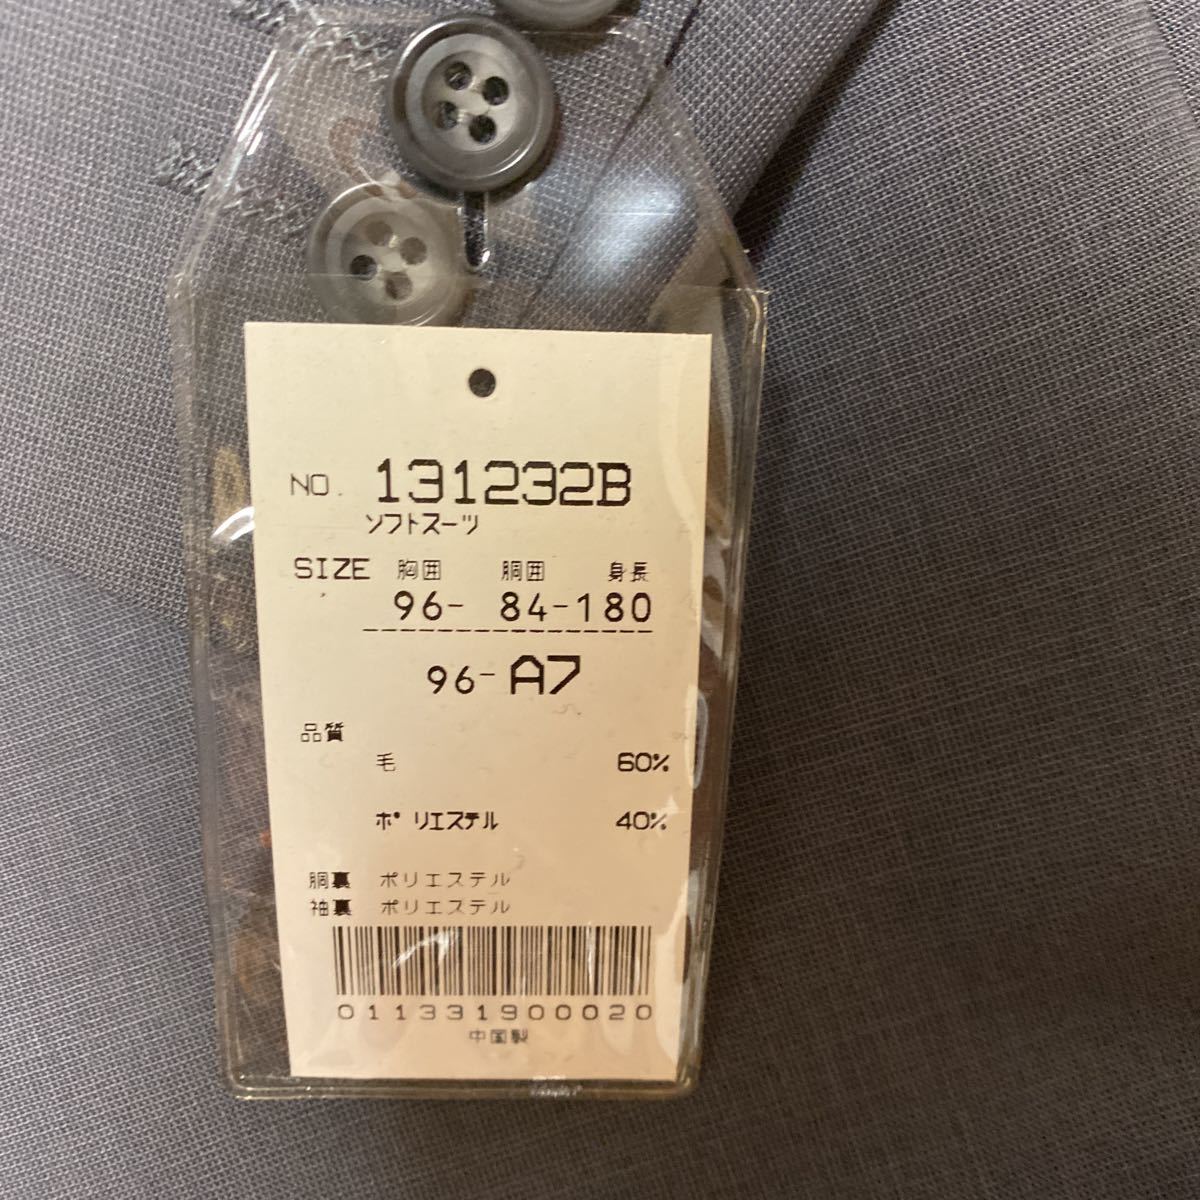 NO. 131232B
ソフトスーツ
SIZE 胸囲 胴囲 身長
96- 84-180
96-A7
品質
毛 60%
ポリエステル 40%
胴裏 ポリエステル
袖裏 ポリエステル
0113319000020
中国製